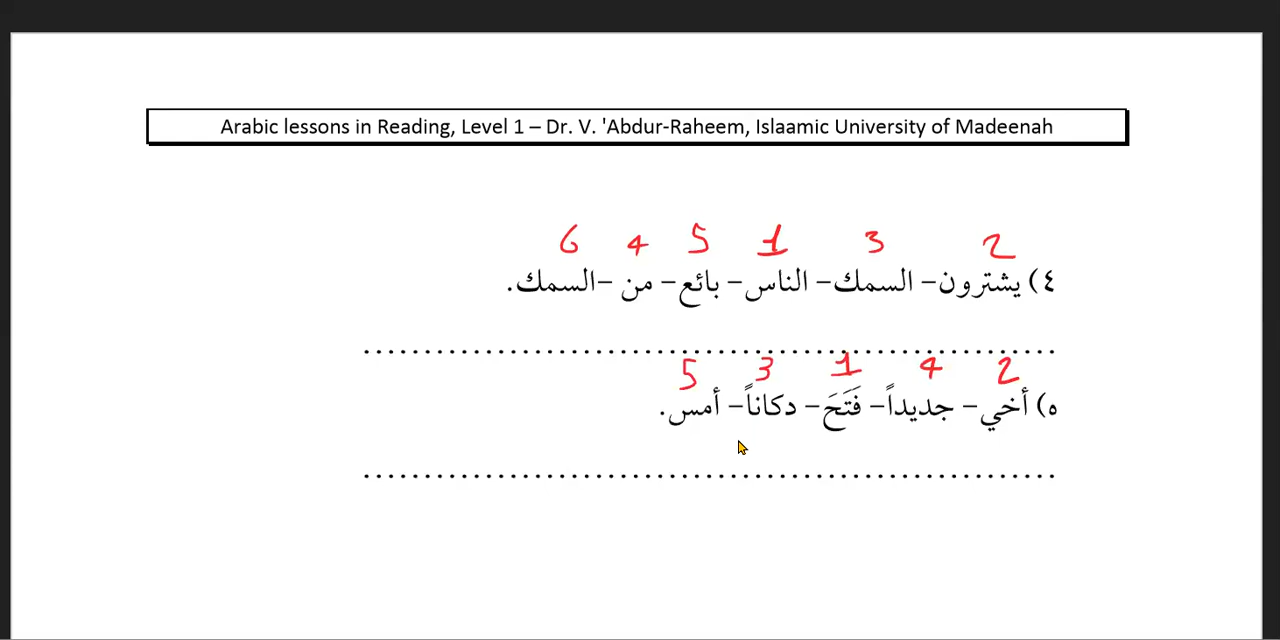 Arabic lessons in Reading, Level 1 – Dr. V. 'Abdur-Raheem, Islaamic University of Madeenah
2 3 1 5 4 6
٤) يشترون – السمك – الناس – بائع – من – السمك.
........................................................
2 4 1 3 5
٥) أخي – جديداً – فَتَحَ – دكاناً – أمس.
........................................................